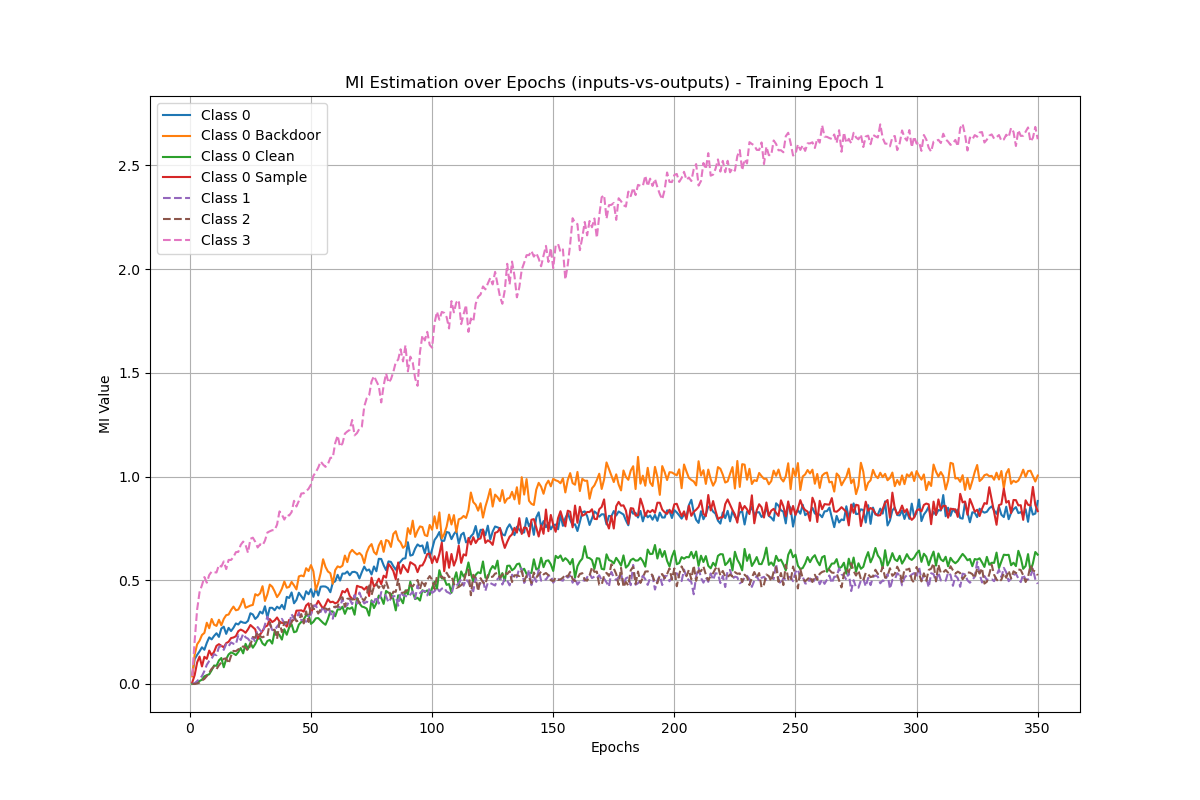 MI Estimation over Epochs (inputs-vs-outputs) - Training Epoch 1
Class 0
Class 0 Backdoor
Class 0 Clean
Class 0 Sample
Class 1
Class 2
Class 3
MI Value
2.5
2.0
1.5
1.0
0.5
0.0
0
50
100
150
200
250
300
350
Epochs